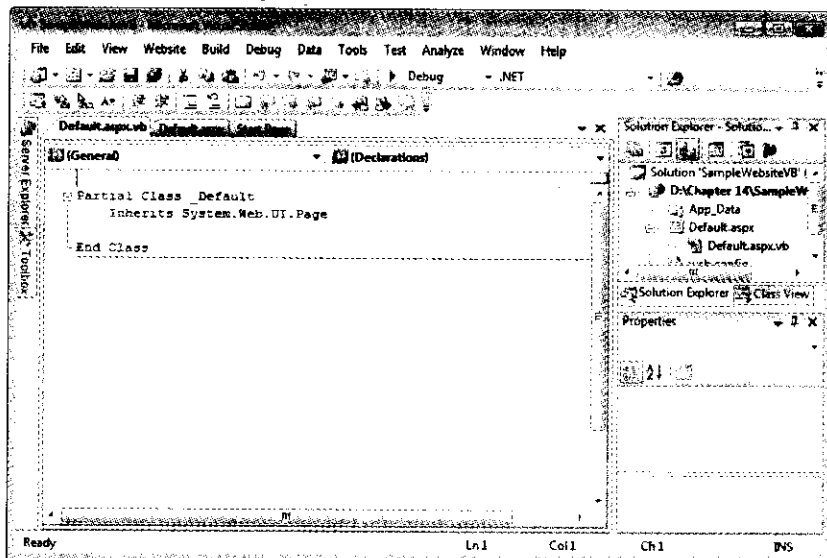 File Edit View Website Build Debug Data Tools Test Analyze Window Help
Debug .NET
Default.aspx.vb Default.aspx Start Page
(General) (Declarations)
Partial Class _Default
Inherits System.Web.UI.Page
End Class
Server Explorer
Toolbox
Solution Explorer - Solutio...
Solution 'SampleWebsiteVB' (
D:\Chapter 14\SampleW
App_Data
Default.aspx
Default.aspx.vb
web.config
Solution Explorer Class View
Properties
Ready Ln 1 Col 1 Ch 1 INS